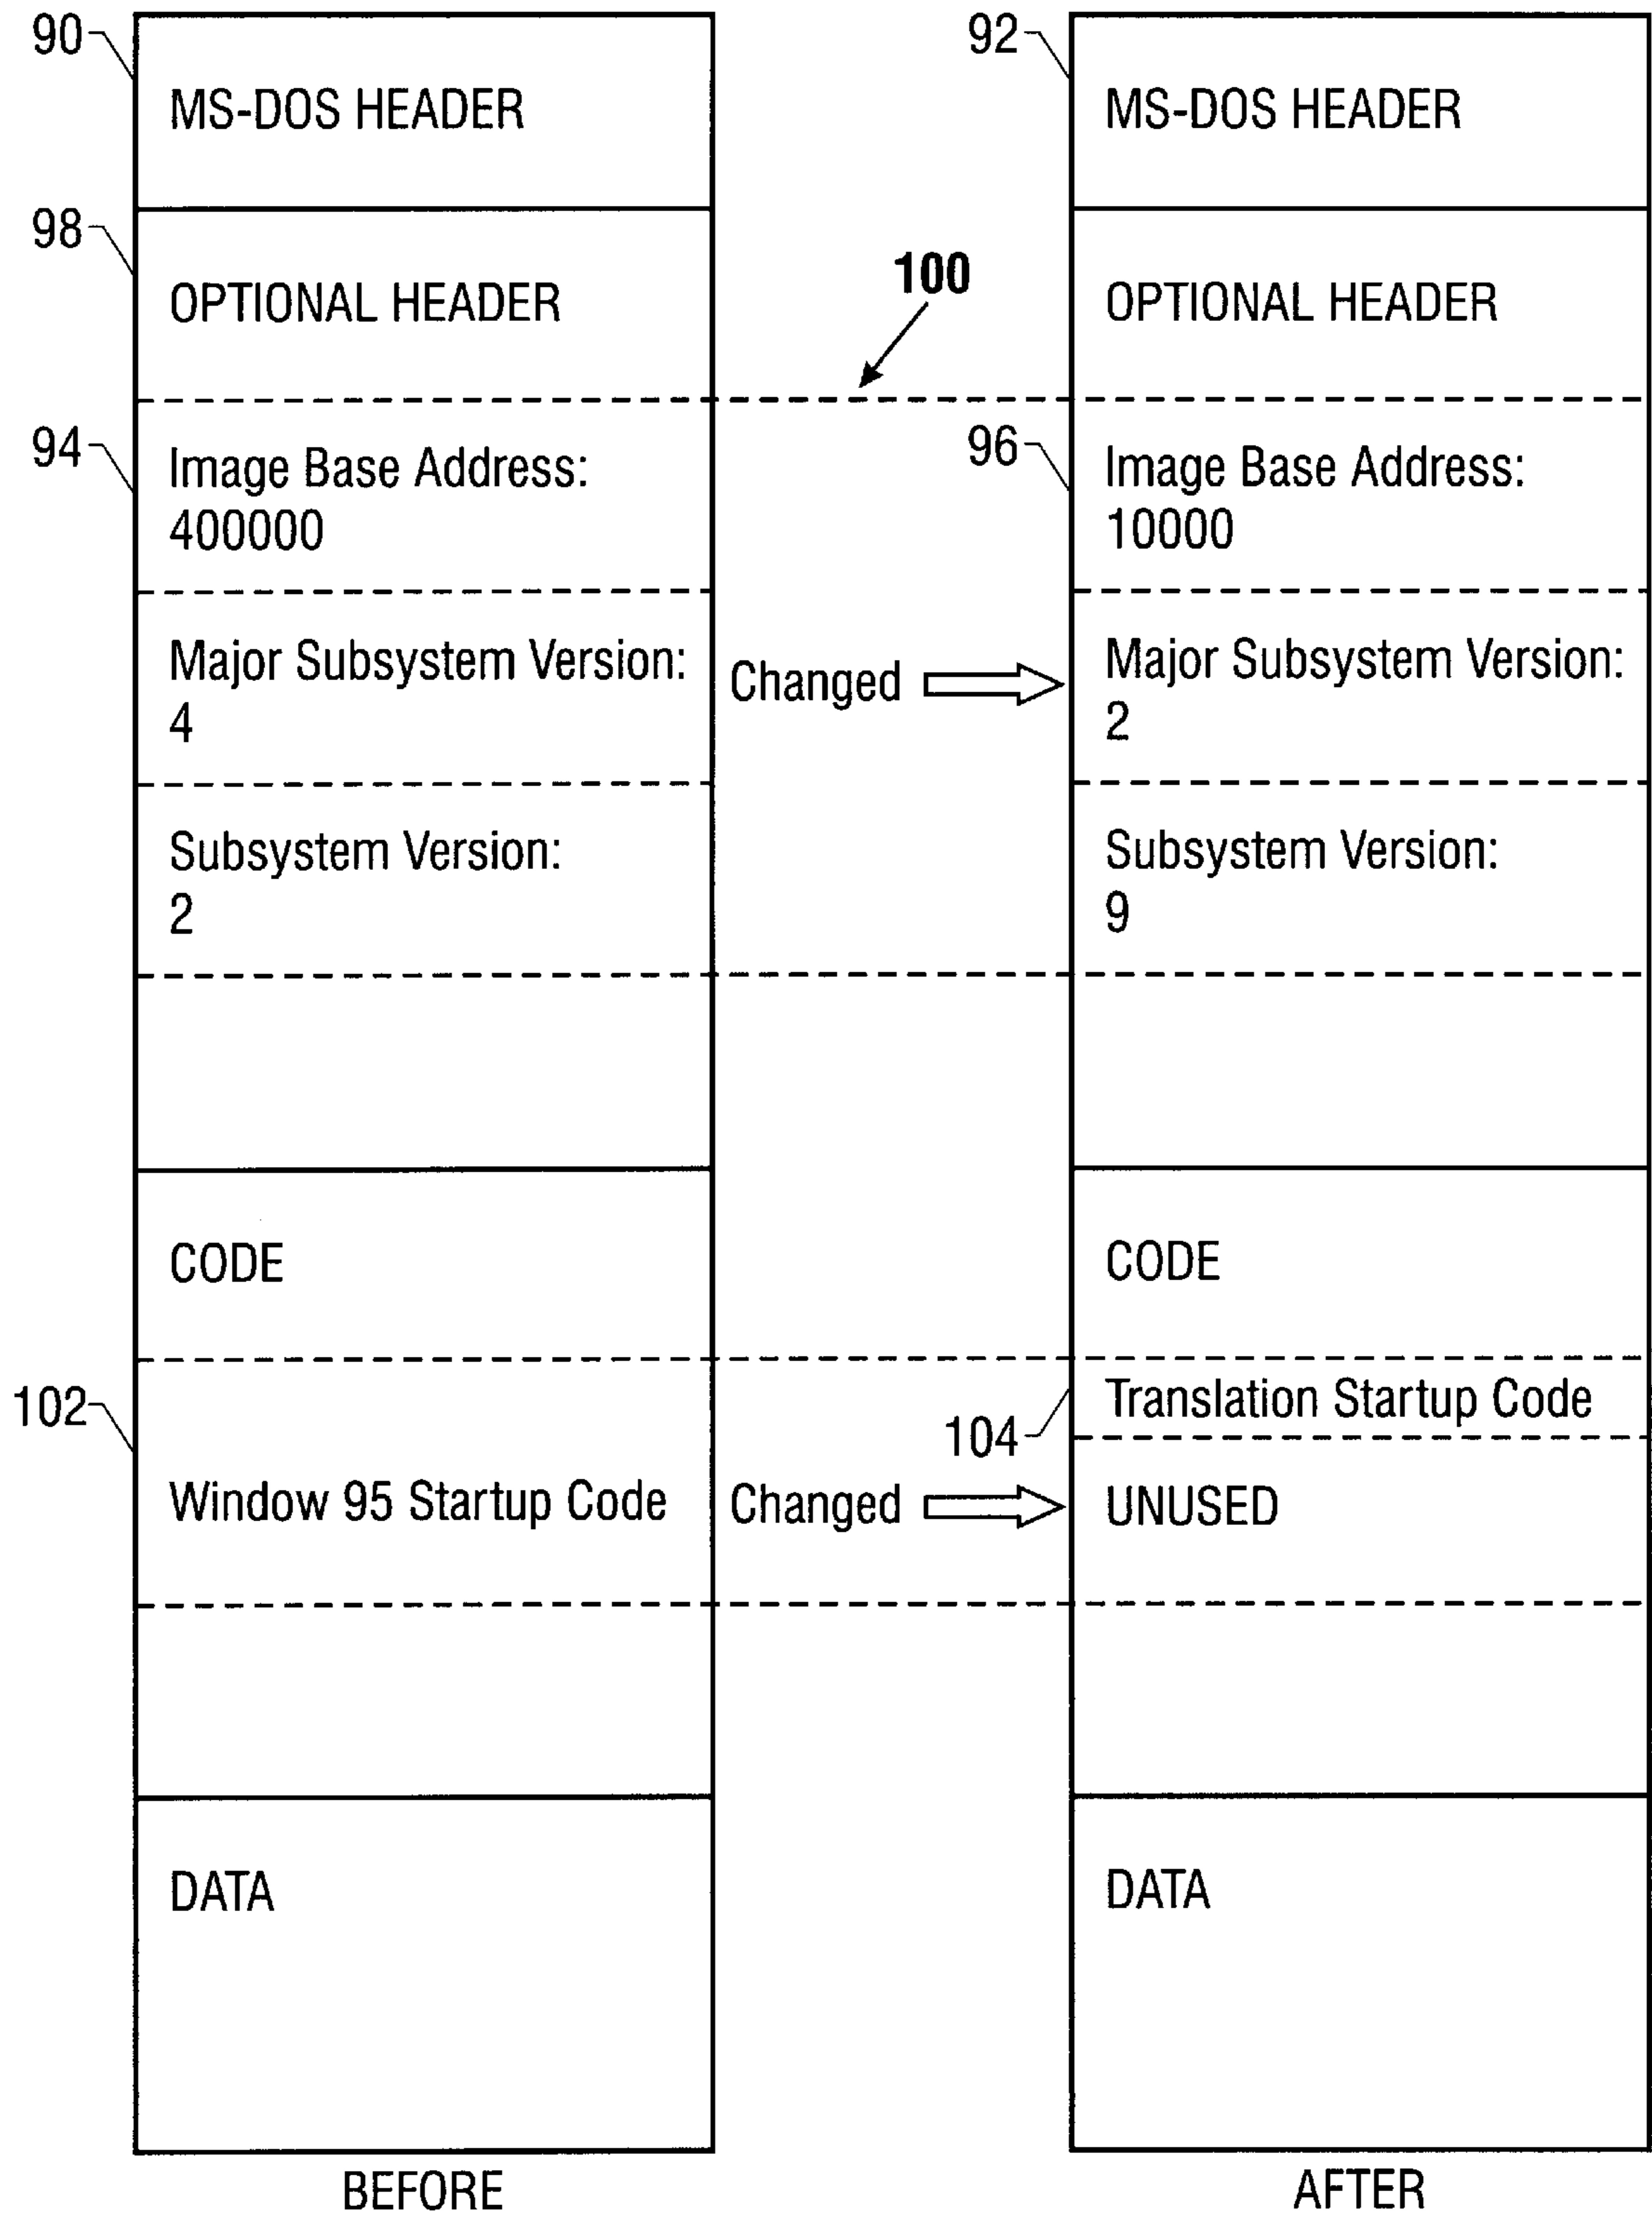 90
MS-DOS HEADER
98
OPTIONAL HEADER
100
94
Image Base Address:
400000
Major Subsystem Version:
4
Changed
Subsystem Version:
2
CODE
102
Window 95 Startup Code
Changed
DATA
BEFORE
92
MS-DOS HEADER
OPTIONAL HEADER
96
Image Base Address:
10000
Major Subsystem Version:
2
Subsystem Version:
9
CODE
104
Translation Startup Code
UNUSED
DATA
AFTER